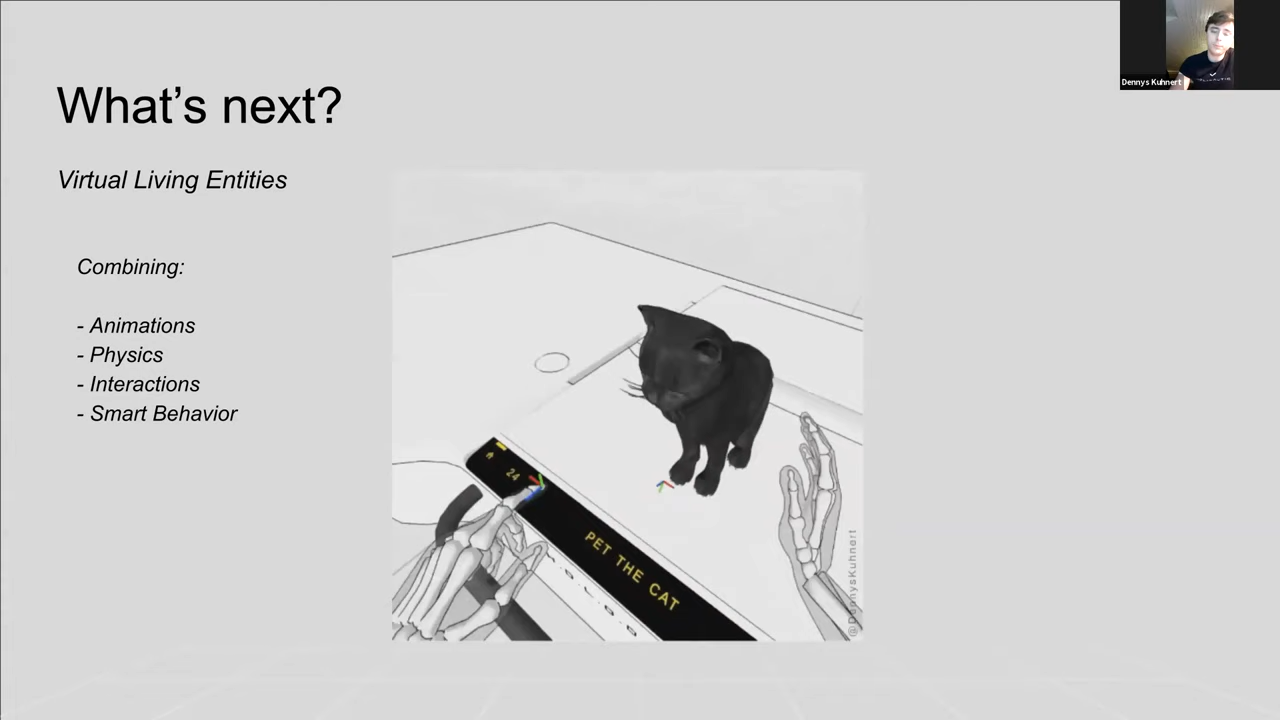 Dennys Kuhnert
What's next?
Virtual Living Entities
Combining:
- Animations
- Physics
- Interactions
- Smart Behavior
24
PET THE CAT
@DennysKuhnert